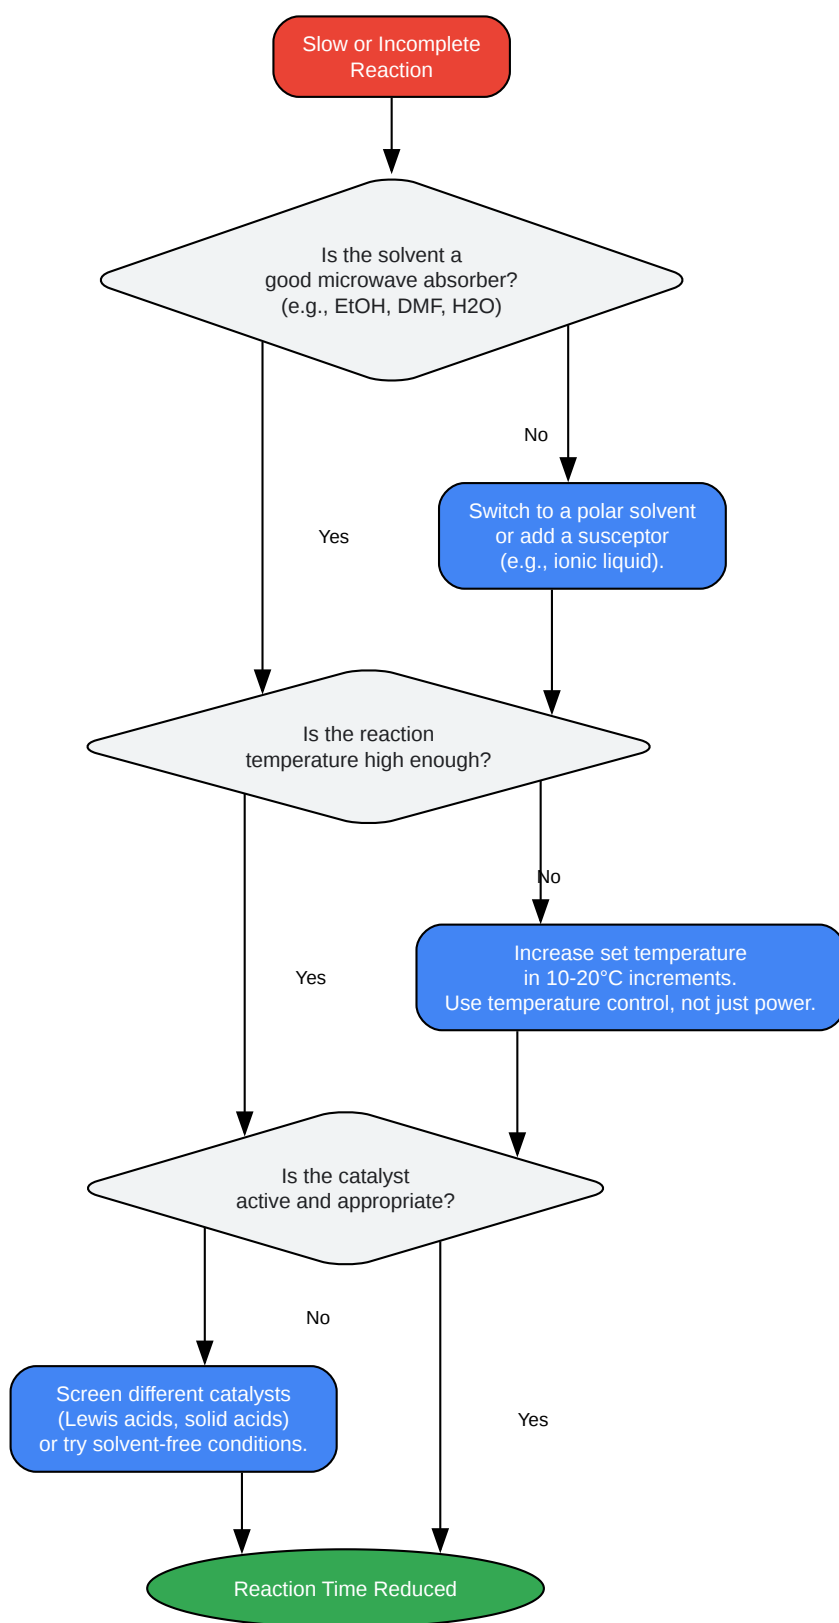 Slow or Incomplete
Reaction
Is the solvent a
good microwave absorber?
(e.g., EtOH, DMF, H2O)
No
Switch to a polar solvent
or add a susceptor
(e.g., ionic liquid).
Yes
Is the reaction
temperature high enough?
No
Increase set temperature
in 10-20°C increments.
Use temperature control, not just power.
Yes
Is the catalyst
active and appropriate?
No
Screen different catalysts
(Lewis acids, solid acids)
or try solvent-free conditions.
Yes
Reaction Time Reduced